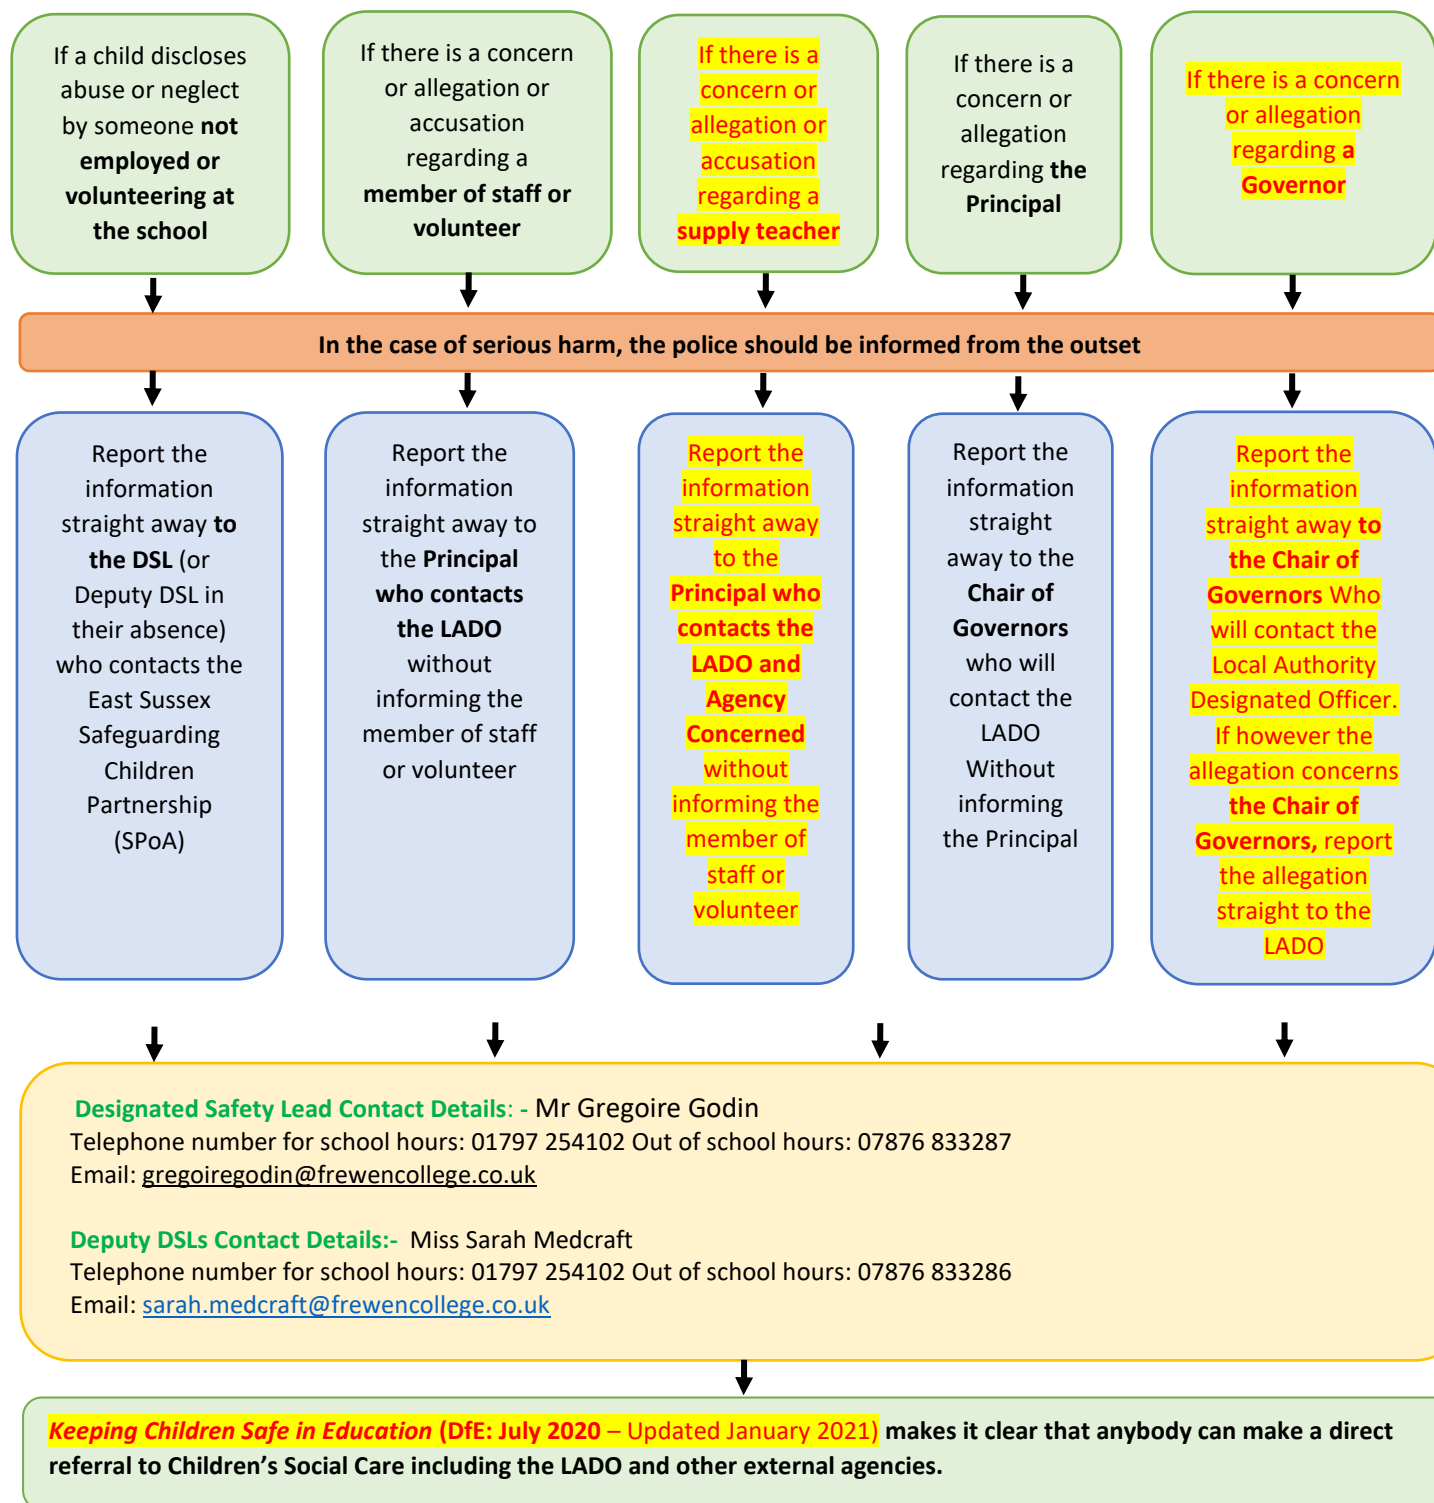 If a child discloses
abuse or neglect
by someone not
employed or
volunteering at
the school
If there is a concern
or allegation or
accusation
regarding a
member of staff or
volunteer
If there is a
concern or
allegation or
accusation
regarding a
supply teacher
If there is a
concern or
allegation
regarding the
Principal
If there is a concern
or allegation
regarding a
Governor
In the case of serious harm, the police should be informed from the outset
Report the
information
straight away to
the DSL (or
Deputy DSL in
their absence)
who contacts the
East Sussex
Safeguarding
Children
Partnership
(SPoA)
Report the
information
straight away to
the Principal
who contacts
the LADO
without
informing the
member of staff
or volunteer
Report the
information
straight away
to the
Principal who
contacts the
LADO and
Agency
Concerned
without
informing the
member of
staff or
volunteer
Report the
information
straight
away to the
Chair of
Governors
who will
contact the
LADO
Without
informing
the Principal
Report the
information
straight away to
the Chair of
Governors Who
will contact the
Local Authority
Designated Officer.
If however the
allegation concerns
the Chair of
Governors, report
the allegation
straight to the
LADO
Designated Safety Lead Contact Details: - Mr Gregoire Godin
Telephone number for school hours: 01797 254102 Out of school hours: 07876 833287
Email: gregoiregodin@frewencollege.co.uk
Deputy DSLs Contact Details:- Miss Sarah Medcraft
Telephone number for school hours: 01797 254102 Out of school hours: 07876 833286
Email: sarah.medcraft@frewencollege.co.uk
Keeping Children Safe in Education (DfE: July 2020 – Updated January 2021) makes it clear that anybody can make a direct
referral to Children’s Social Care including the LADO and other external agencies.